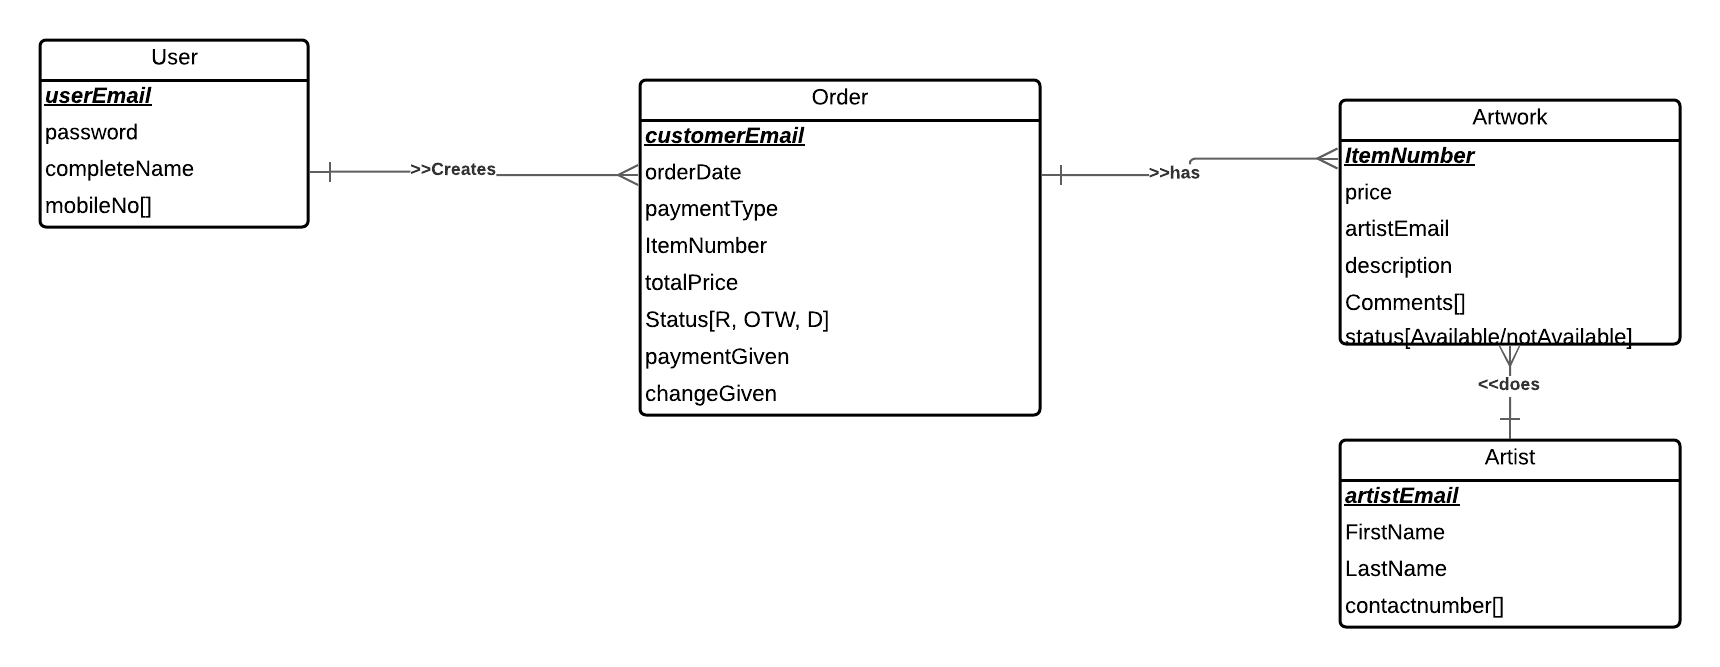 User
userEmail
password
completeName
mobileNo[]
>>Creates
Order
customerEmail
orderDate
paymentType
ItemNumber
totalPrice
Status[R, OTW, D]
paymentGiven
changeGiven
>>has
Artwork
ItemNumber
price
artistEmail
description
Comments[]
status[Available/notAvailable]
<<does
Artist
artistEmail
FirstName
LastName
contactnumber[]